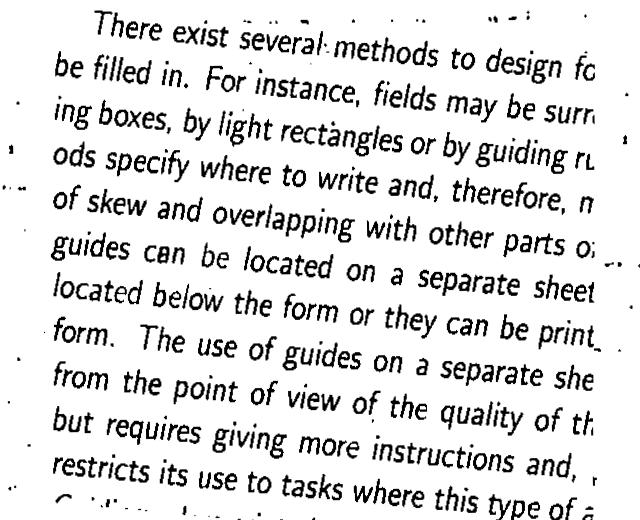 There exist several methods to design fo
be filled in. For instance, fields may be surr
ing boxes, by light rectangles or by guiding ru
ods specify where to write and, therefore, m
of skew and overlapping with other parts of
guides can be located on a separate sheet
located below the form or they can be print
form. The use of guides on a separate she
from the point of view of the quality of th
but requires giving more instructions and,
restricts its use to tasks where this type of a